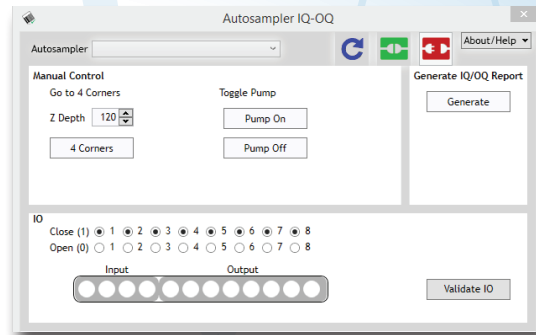 Autosampler IQ-OQ
Autosampler
About/Help
Manual Control
Go to 4 Corners
Toggle Pump
Z Depth 120
Pump On
4 Corners
Pump Off
Generate IQ/OQ Report
Generate
IO
Close (1) 1 2 3 4 5 6 7 8
Open (0) 1 2 3 4 5 6 7 8
Input Output
Validate IO